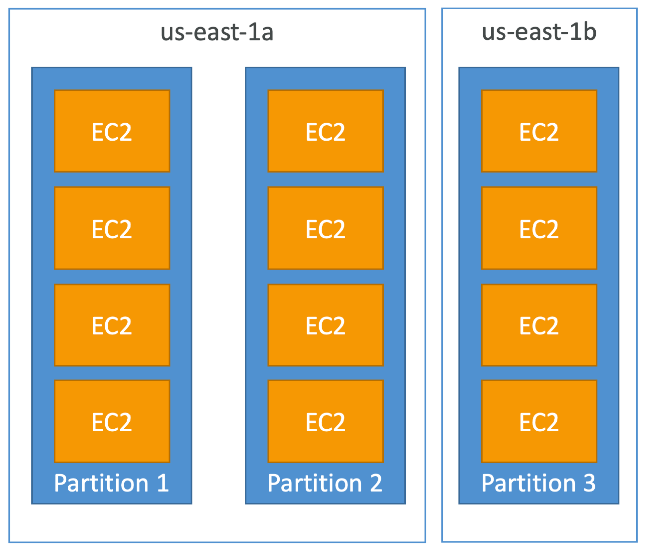 us-east-1a
EC2
EC2
EC2
EC2
Partition 1
EC2
EC2
EC2
EC2
Partition 2
us-east-1b
EC2
EC2
EC2
EC2
Partition 3